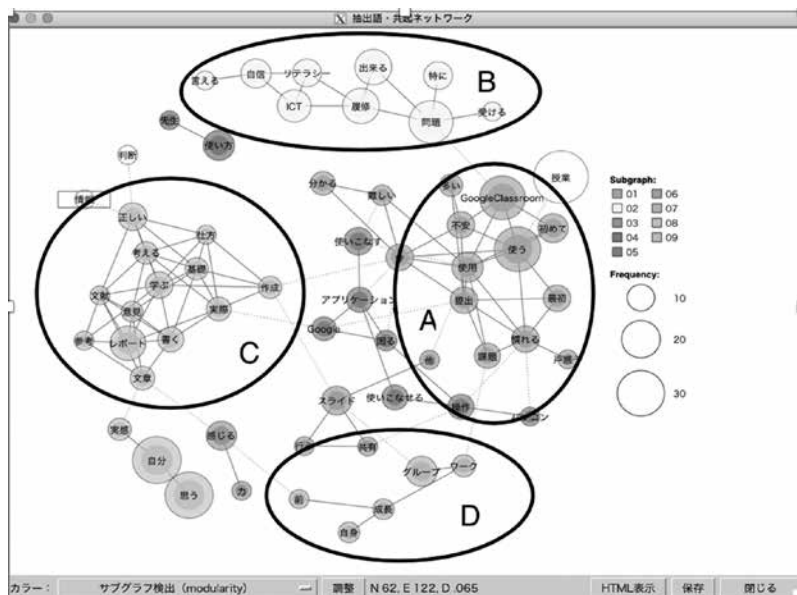 抽出語・共起ネットワーク
出来る
自信
リテラシー
特に
言える
B
ICT
履修
問題
受ける
先生
使い方
判断
分かる
難しい
多い
GoogleClassroom
授業
情報
正しい
仕方
考える
基礎
学ぶ
作成
文献
意見
実際
参考
レポート
書く
文章
C
使いこなす
不安
初めて
使う
使用
アプリケーション
提出
最初
A
Google
困る
慣れる
他
課題
スライド
使いこなせる
操作
パソコン
実感
感じる
行う
共有
自分
思う
力
グループ
ワーク
前
成長
自身
D
Subgraph:
01
06
02
07
03
08
04
09
05
Frequency:
10
20
30
カラー：
サブグラフ検出（modularity）
調整
N 62, E 122, D .065
HTML表示
保存
閉じる